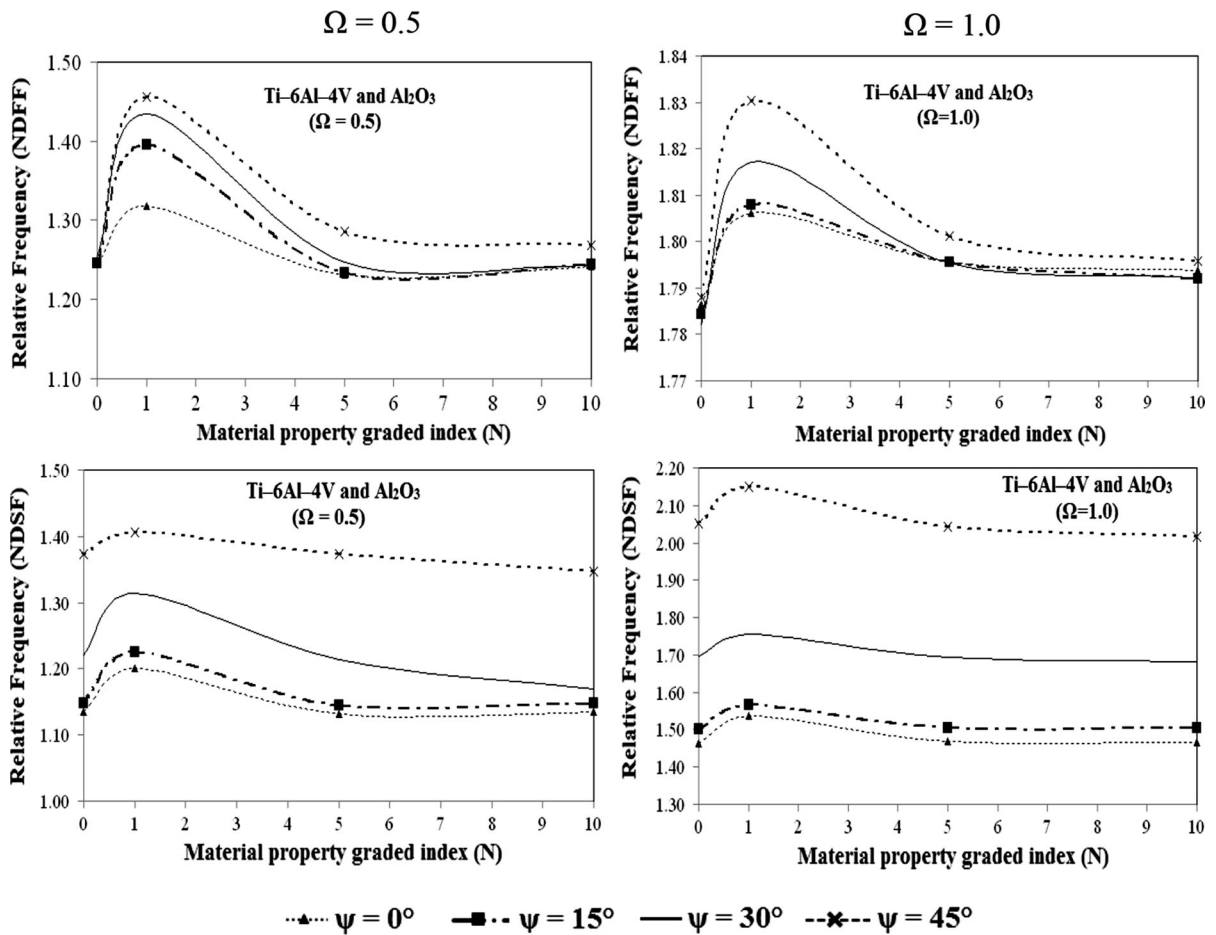 Ω = 0.5
Ω = 1.0
Relative Frequency (NDFF)
1.50
1.40
1.30
1.20
1.10
Ti–6Al–4V and Al₂O₃
(Ω = 0.5)
0 1 2 3 4 5 6 7 8 9 10
Material property graded index (N)
Relative Frequency (NDFF)
1.84
1.83
1.82
1.81
1.80
1.79
1.78
1.77
Ti–6Al–4V and Al₂O₃
(Ω=1.0)
0 1 2 3 4 5 6 7 8 9 10
Material property graded index (N)
Relative Frequency (NDSF)
1.50
1.40
1.30
1.20
1.10
1.00
Ti–6Al–4V and Al₂O₃
(Ω = 0.5)
0 1 2 3 4 5 6 7 8 9 10
Material property graded index (N)
Relative Frequency (NDSF)
2.20
2.10
2.00
1.90
1.80
1.70
1.60
1.50
1.40
1.30
Ti–6Al–4V and Al₂O₃
(Ω=1.0)
0 1 2 3 4 5 6 7 8 9 10
Material property graded index (N)
ψ = 0° ψ = 15° ψ = 30° ψ = 45°